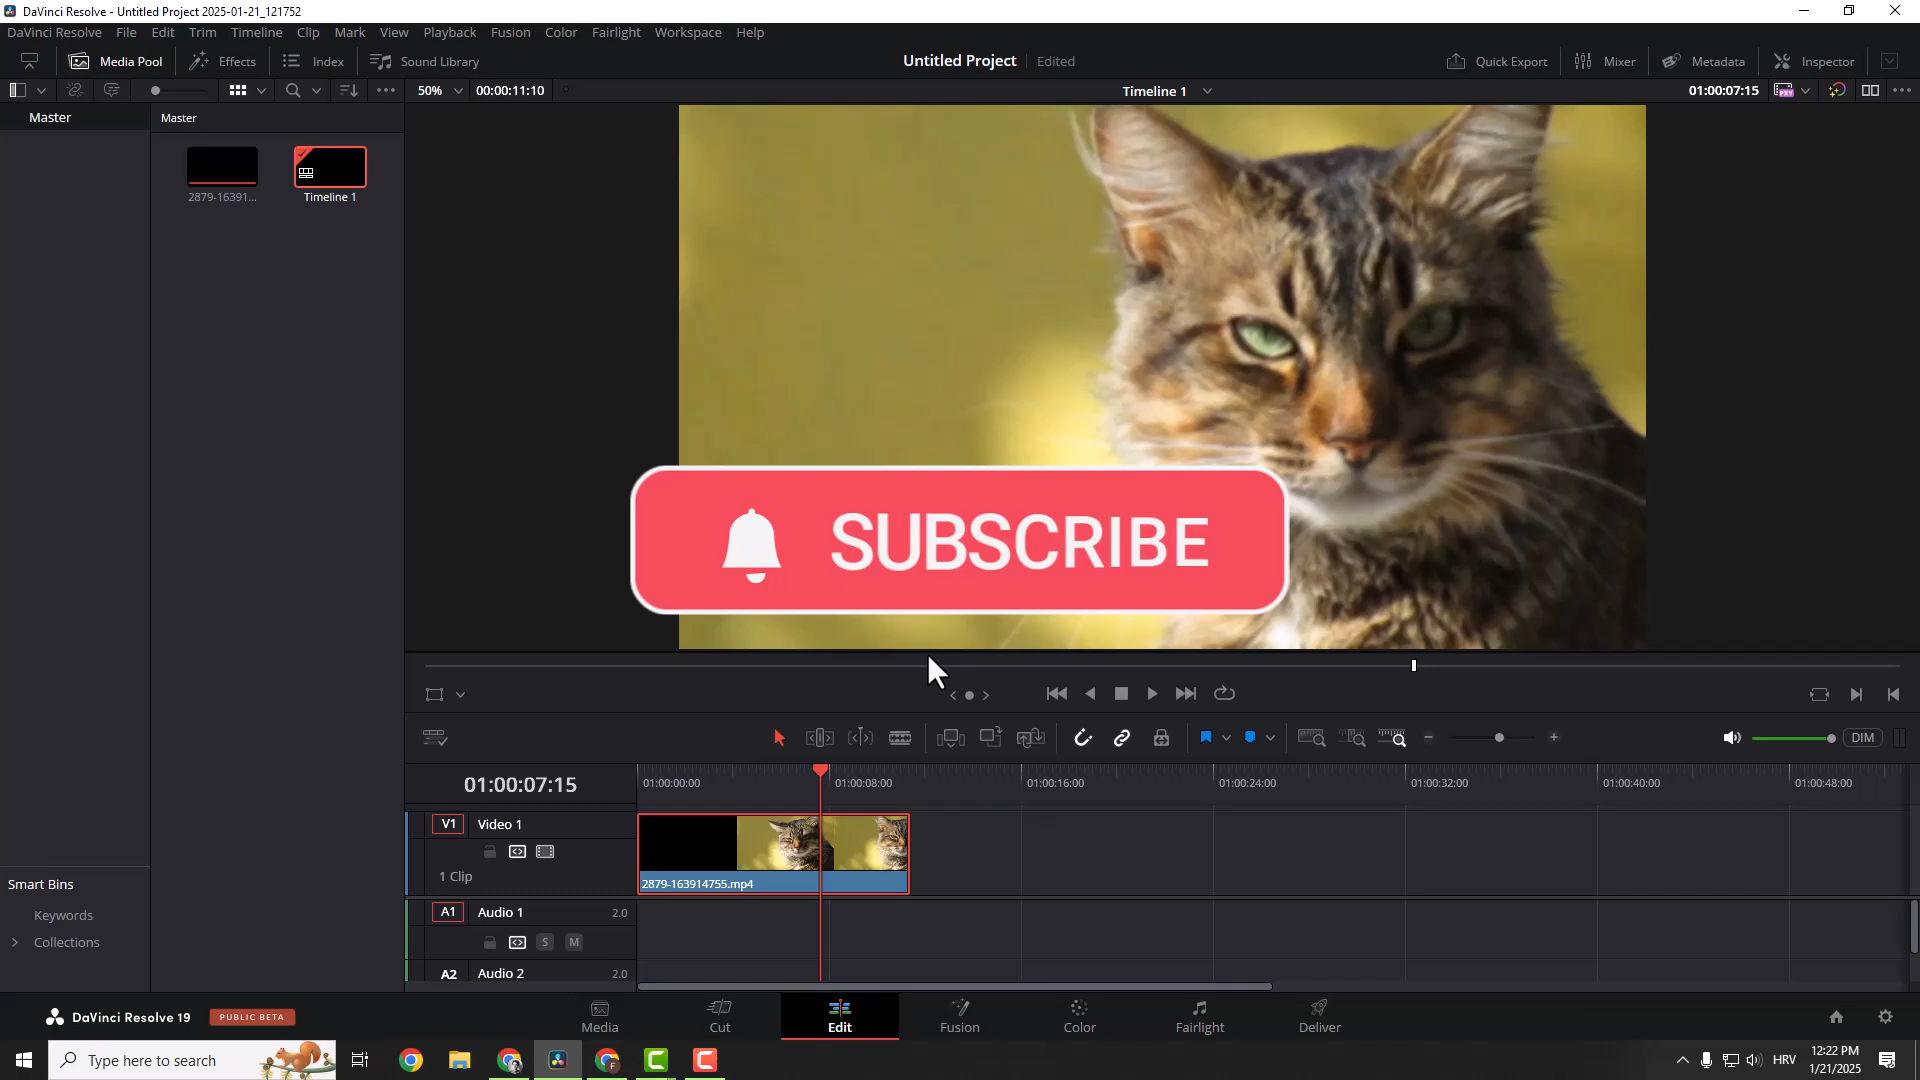 DaVinci Resolve - Untitled Project 2025-01-21_121752
DaVinci Resolve File Edit Trim Timeline Clip Mark View Playback Fusion Color Fairlight Workspace Help
Media Pool Effects Index Sound Library Untitled Project Edited Quick Export Mixer Metadata Inspector
50% 00:00:11:10 Timeline 1 01:00:07:15 PXY
Master Master
2879-16391... Timeline 1
SUBSCRIBE
DIM
01:00:07:15 01:00:00:00 01:00:08:00 01:00:16:00 01:00:24:00 01:00:32:00 01:00:40:00 01:00:48:00
V1 Video 1
1 Clip
2879-163914755.mp4
Smart Bins
Keywords
Collections
A1 Audio 1 2.0
S M
A2 Audio 2 2.0
DaVinci Resolve 19 PUBLIC BETA
Media Cut Edit Fusion Color Fairlight Deliver
Type here to search
HRV 12:22 PM
1/21/2025